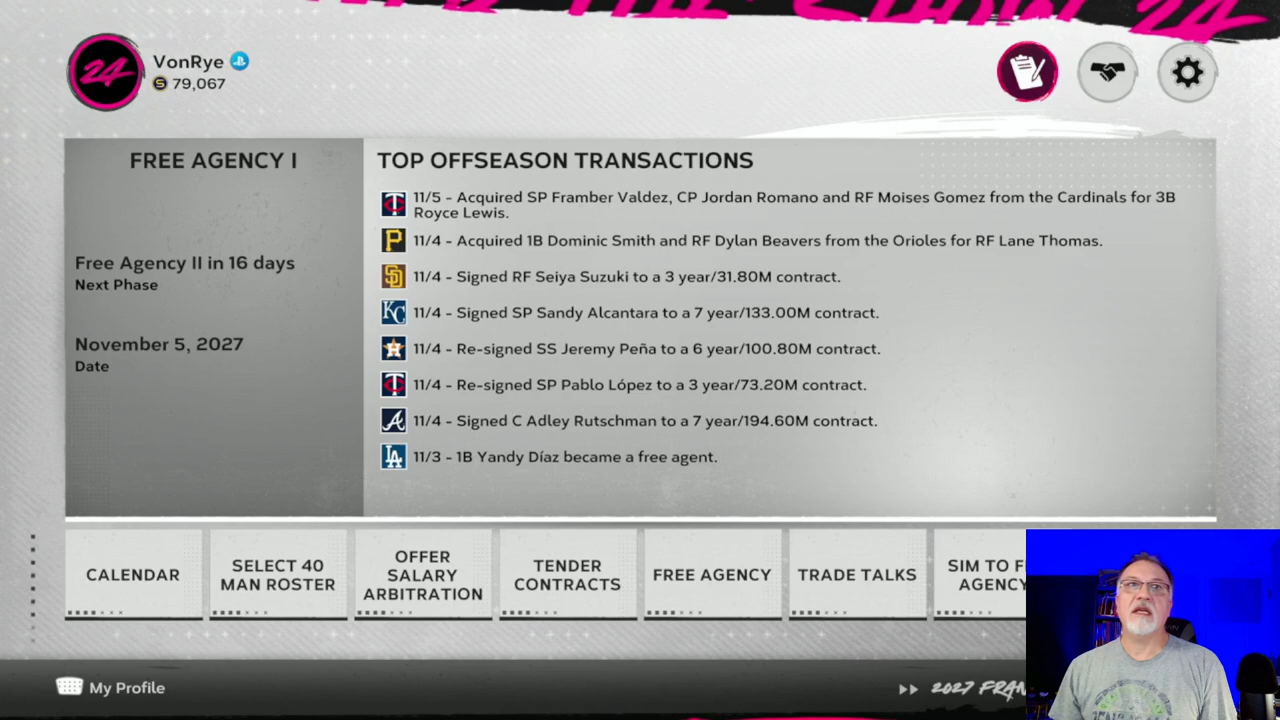 THE SHOW 24
24
VonRye
S 79,067
FREE AGENCY I
TOP OFFSEASON TRANSACTIONS
11/5 - Acquired SP Framber Valdez, CP Jordan Romano and RF Moises Gomez from the Cardinals for 3B
Royce Lewis.
11/4 - Acquired 1B Dominic Smith and RF Dylan Beavers from the Orioles for RF Lane Thomas.
Free Agency II in 16 days
Next Phase
11/4 - Signed RF Seiya Suzuki to a 3 year/31.80M contract.
11/4 - Signed SP Sandy Alcantara to a 7 year/133.00M contract.
November 5, 2027
Date
11/4 - Re-signed SS Jeremy Peña to a 6 year/100.80M contract.
11/4 - Re-signed SP Pablo López to a 3 year/73.20M contract.
11/4 - Signed C Adley Rutschman to a 7 year/194.60M contract.
11/3 - 1B Yandy Díaz became a free agent.
CALENDAR
SELECT 40
MAN ROSTER
OFFER
SALARY
ARBITRATION
TENDER
CONTRACTS
FREE AGENCY
TRADE TALKS
SIM TO F
AGENCY
My Profile
2027 FRAN